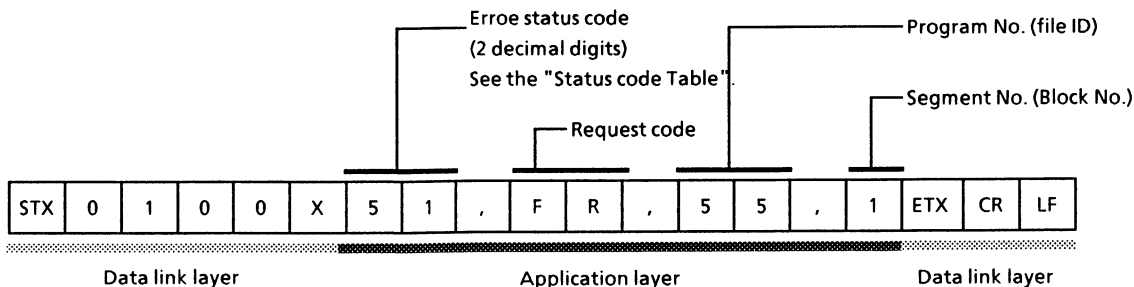 Erroe status code
(2 decimal digits)
See the "Status code Table".
Program No. (file ID)
Segment No. (Block No.)
Request code
STX 0 1 0 0 X 5 1 , F R , 5 5 , 1 ETX CR LF
Data link layer Application layer Data link layer